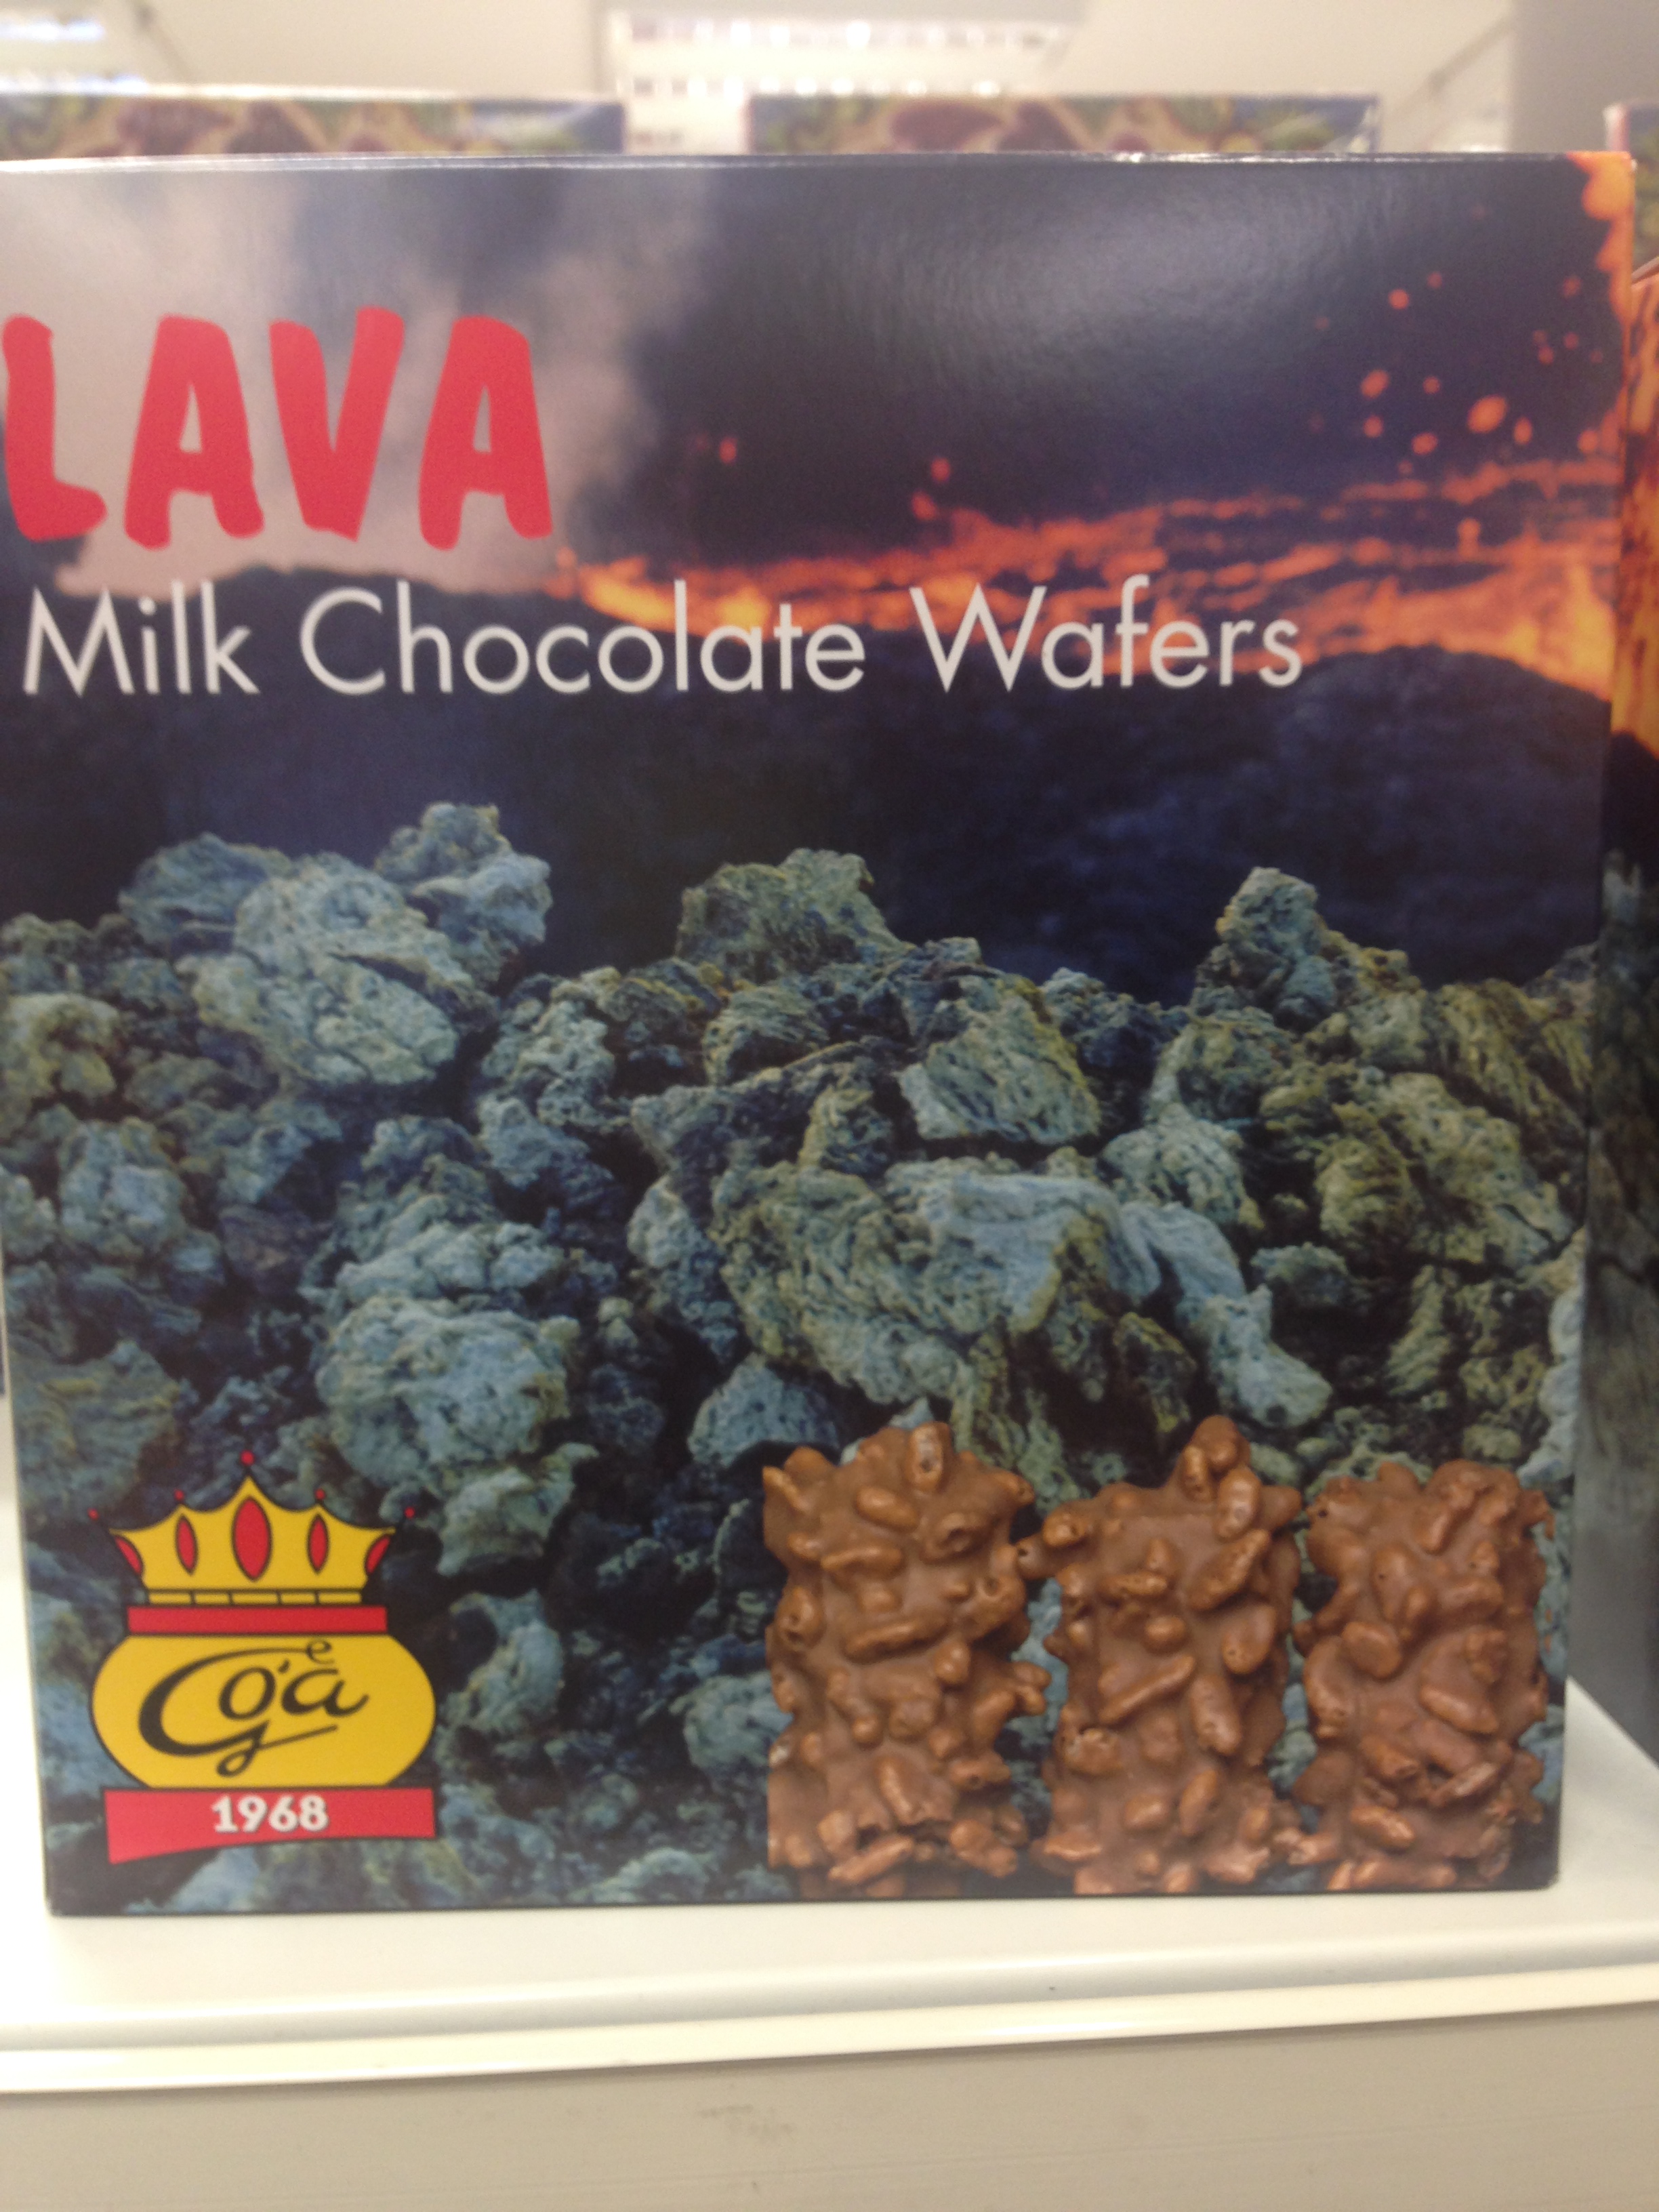 LAVA
Milk Chocolate Wafers
Góa
1968